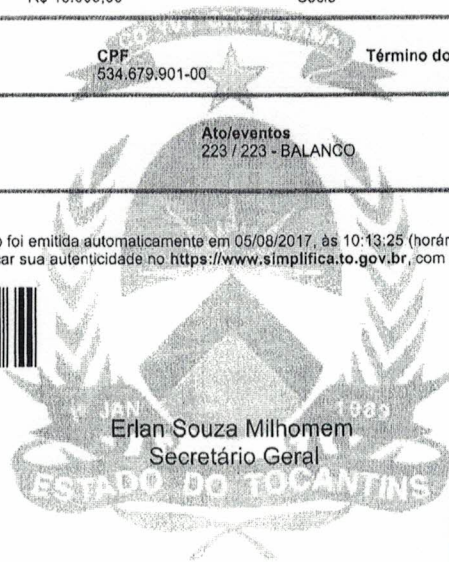 CPF
Término do
534.679.901-00
Ato/eventos
223 / 223 - BALANCO
o foi emitida automaticamente em 05/08/2017, às 10:13:25 (horár
car sua autenticidade no https://www.simplifica.to.gov.br, com
JAN 1989
Erlan Souza Milhomem
Secretário Geral
ESTADO DO TOCANTINS